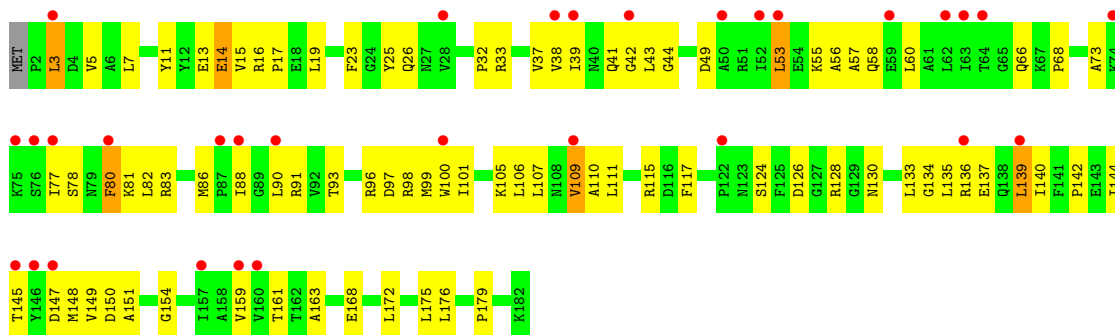 MET P2 L3 D4 V5 A6 L7 Y11 Y12 E13 E14 V15 R16 P17 E18 L19 F23 G24 Y25 Q26 N27 V28 P32 R33 V37 V38 I39 N40 Q41 G42 L43 G44 D49 A50 R51 I52 L53 E54 K55 A56 A57 Q58 E59 L60 A61 L62 I63 T64 G65 Q66 K67 P68 A73 K74
K75 S76 I77 S78 N79 F80 K81 L82 R83 M86 P87 I88 G89 L90 R91 V92 T93 R96 D97 R98 M99 W100 I101 K105 L106 L107 N108 V109 A110 L111 R115 D116 F117 P122 N123 S124 F125 D126 G127 R128 G129 N130 L133 G134 L135 R136 E137 Q138 L139 I140 F141 P142 E143 I144
T145 Y146 D147 M148 V149 D150 A151 G154 I157 A158 V159 V160 T161 T162 A163 E168 L172 L175 L176 P179 K182